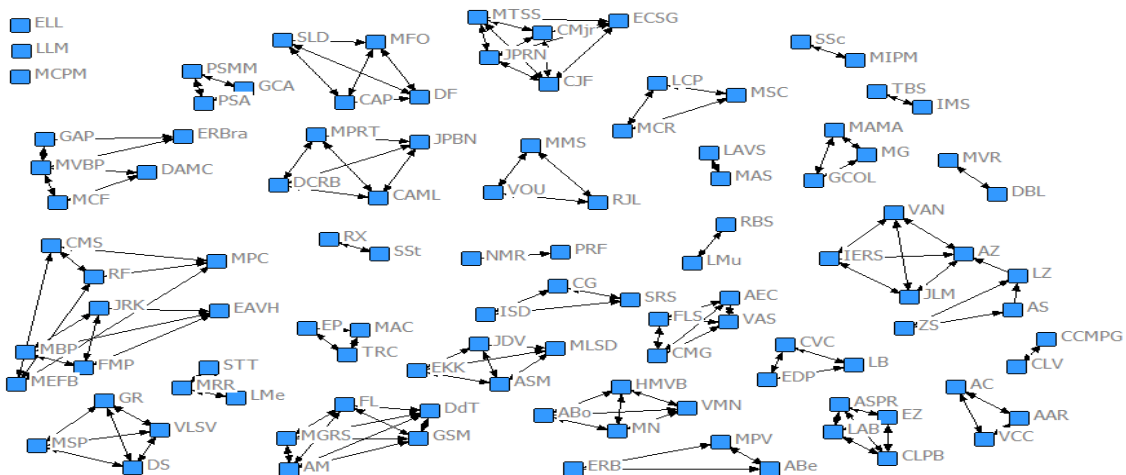 ELL
LLM
MCPM
PSMM
GCA
PSA
SLD
MFO
CAP
DF
MTSS
CMjr
ECSG
JPRN
CJF
SSc
MIPM
TBS
IMS
LCP
MSC
MCR
GAP
ERBra
MVBP
DAMC
MCF
MPRT
JPBN
DCRB
CAML
MMS
VOU
RJL
LAVS
MAS
MAMA
MG
GCOL
MVR
DBL
CMS
MPC
RF
JRK
EAVH
MBP
FMP
MEFB
RX
SSt
NMR
PRF
RBS
LMu
VAN
IERS
AZ
JLM
LZ
AS
ZS
CG
ISD
SRS
AEC
FLS
VAS
CMG
EP
MAC
TRC
JDV
MLSD
EKK
ASM
CVC
LB
EDP
CCMPG
CLV
STT
MRR
LMe
GR
VLSV
MSP
DS
FL
DdT
MGRS
GSM
AM
HMVB
ABo
VMN
MN
MPV
ERB
ABe
ASPR
EZ
LAB
CLPB
AC
AAR
VCC